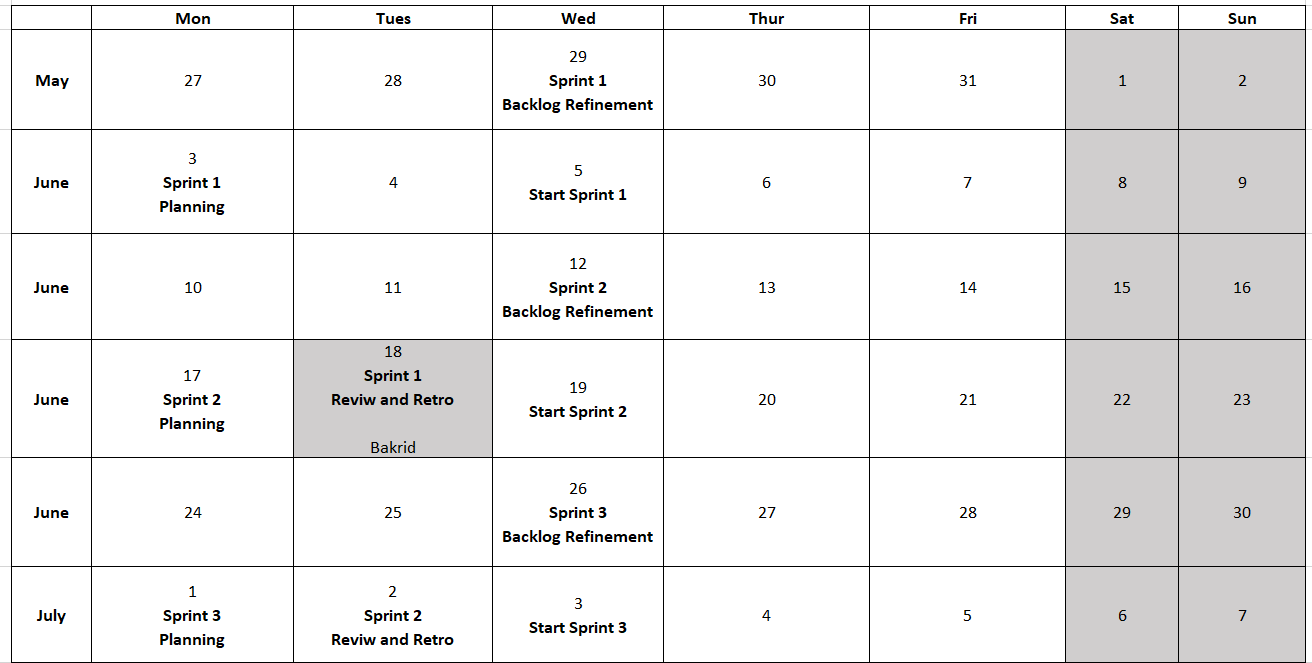 Mon Tues Wed Thur Fri Sat Sun
May 27 28 29 30 31 1 2
Sprint 1
Backlog Refinement
June 3 4 5 6 7 8 9
Sprint 1 Start Sprint 1
Planning
June 10 11 12 13 14 15 16
Sprint 2
Backlog Refinement
June 17 18 19 20 21 22 23
Sprint 2 Sprint 1 Start Sprint 2
Planning Reviw and Retro
Bakrid
June 24 25 26 27 28 29 30
Sprint 3
Backlog Refinement
July 1 2 3 4 5 6 7
Sprint 3 Sprint 2 Start Sprint 3
Planning Reviw and Retro